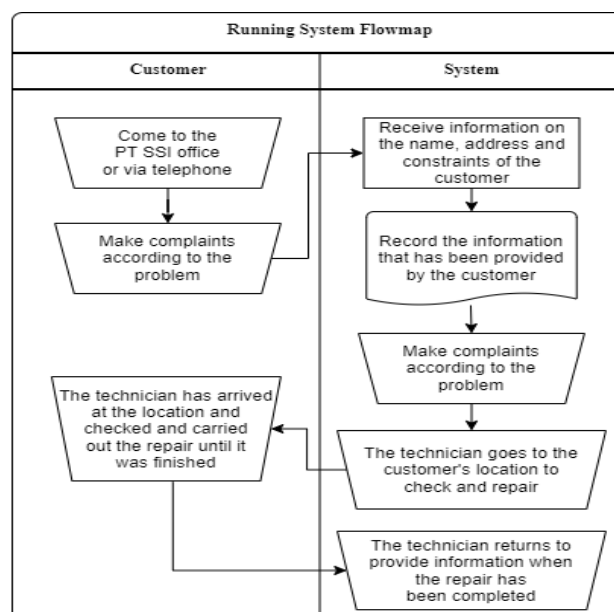 Running System Flowmap
Customer
System
Come to the
PT SSI office
or via telephone
Make complaints
according to the
problem
Receive information on
the name, address and
constraints of the
customer
Record the information
that has been provided
by the customer
Make complaints
according to the
problem
The technician goes to the
customer's location to
check and repair
The technician has arrived
at the location and
checked and carried
out the repair until it
was finished
The technician returns to
provide information when
the repair has
been completed